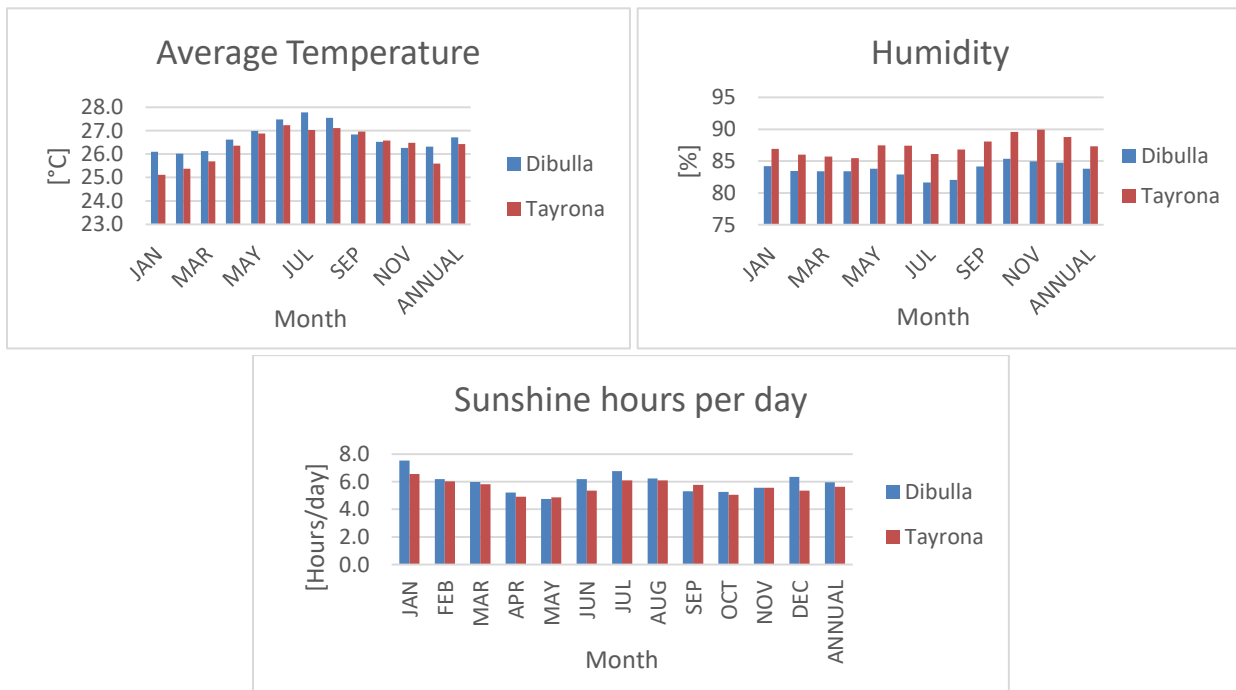 Average Temperature
28.0
27.0
26.0
25.0
24.0
23.0
[°C]
JAN
MAR
MAY
JUL
SEP
NOV
ANNUAL
Month
Dibulla
Tayrona
Humidity
95
90
85
80
75
[%]
JAN
MAR
MAY
JUL
SEP
NOV
ANNUAL
Month
Dibulla
Tayrona
Sunshine hours per day
8.0
6.0
4.0
2.0
0.0
[Hours/day]
JAN
FEB
MAR
APR
MAY
JUN
JUL
AUG
SEP
OCT
NOV
DEC
ANNUAL
Month
Dibulla
Tayrona